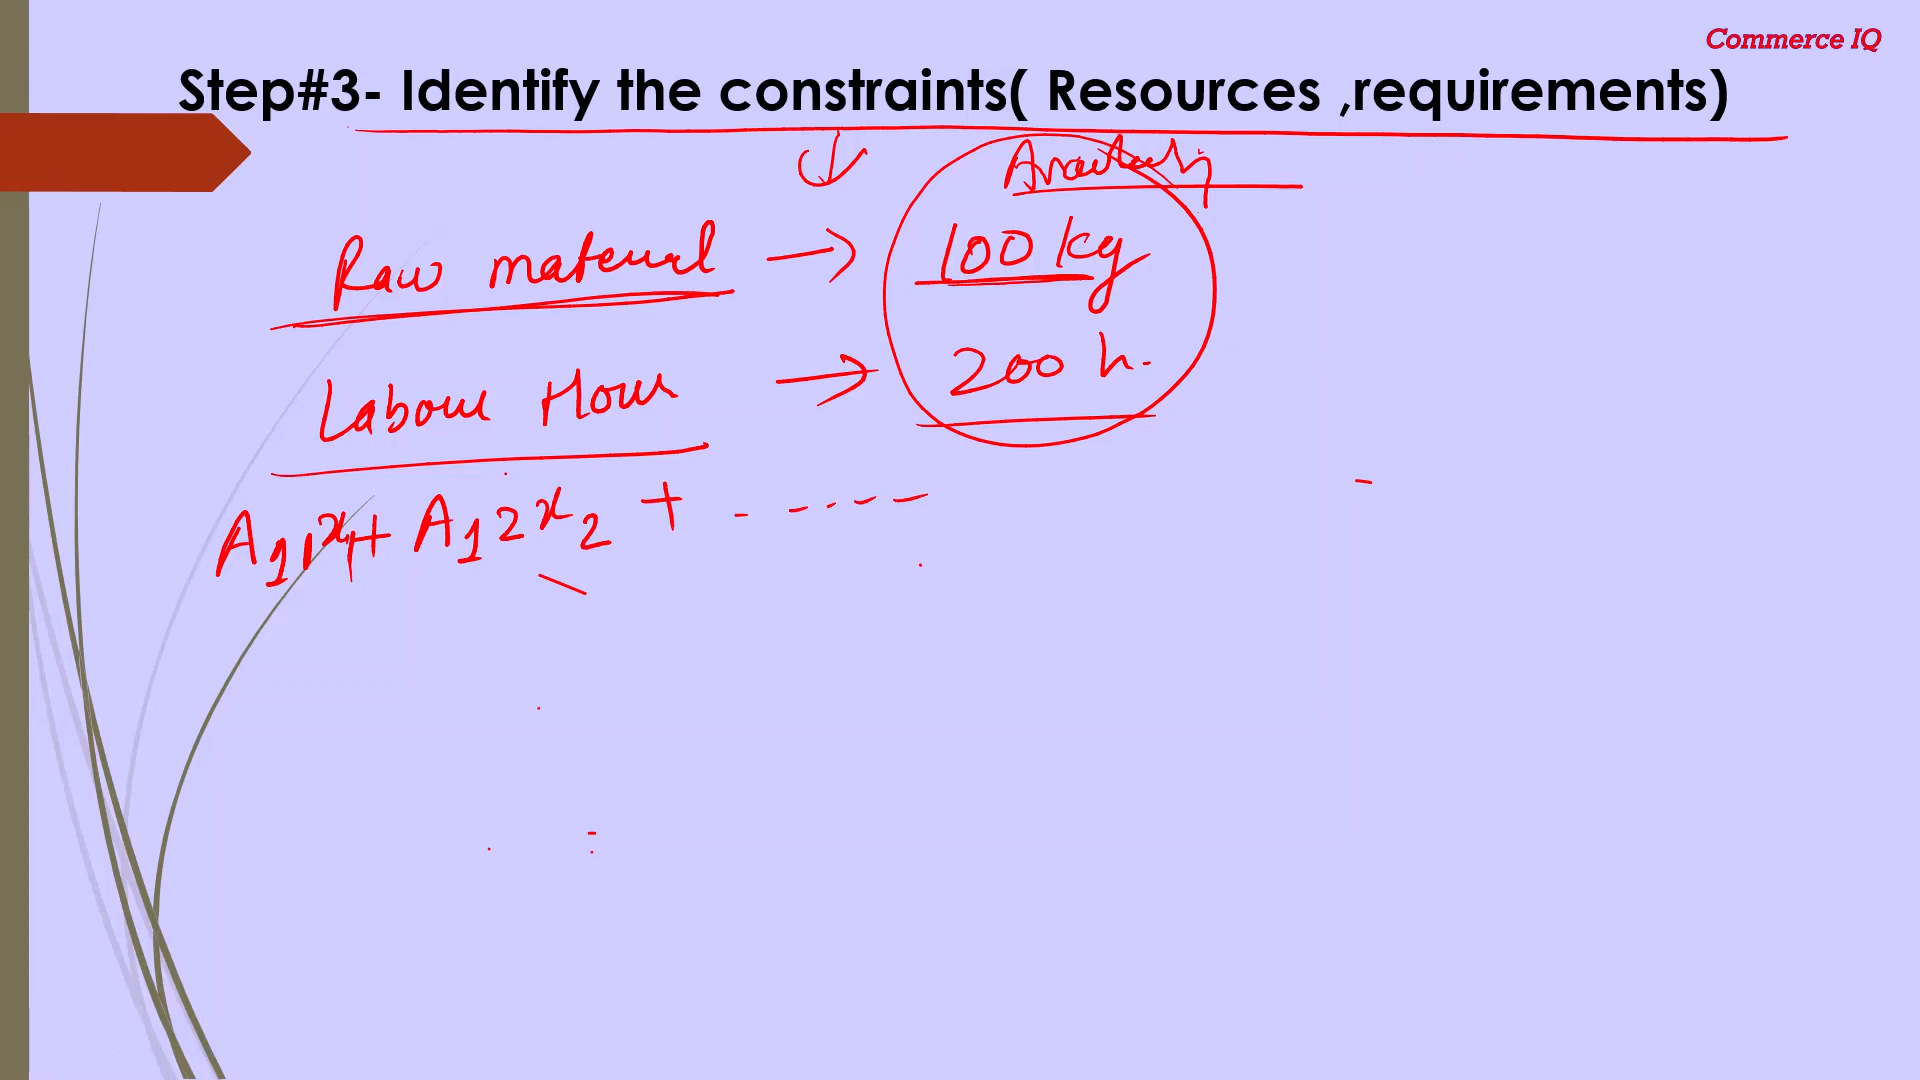 Commerce IQ
Step#3- Identify the constraints( Resources ,requirements)
Raw material → 100 kg
Labour Hour → 200 h.
A11x1+ A12x2 + - - - - -